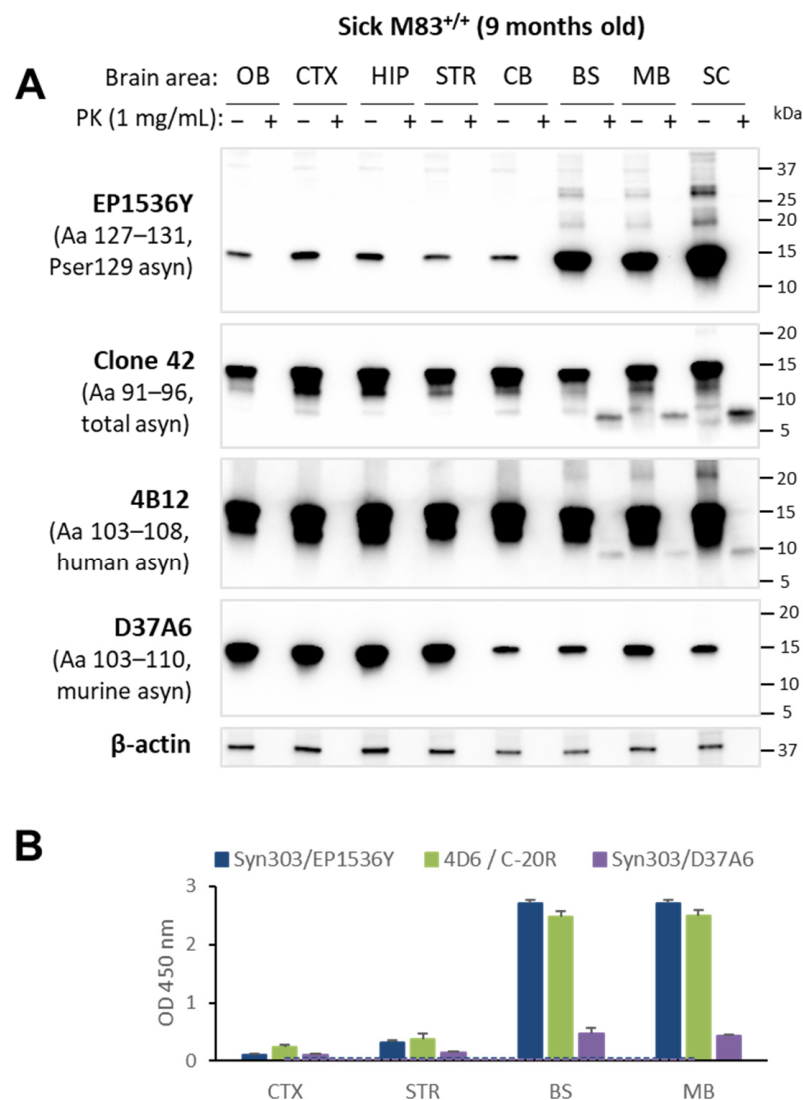 Sick M83+/+ (9 months old)
A
Brain area: OB CTX HIP STR CB BS MB SC
PK (1 mg/mL): – + – + – + – + – + – + – + – + kDa
EP1536Y
(Aa 127–131,
Pser129 asyn)
37
25
20
15
10
Clone 42
(Aa 91–96,
total asyn)
20
15
10
5
4B12
(Aa 103–108,
human asyn)
20
15
10
5
D37A6
(Aa 103–110,
murine asyn)
20
15
10
5
β-actin
37
B
Syn303/EP1536Y 4D6 / C-20R Syn303/D37A6
OD 450 nm
3
2
1
0
CTX STR BS MB